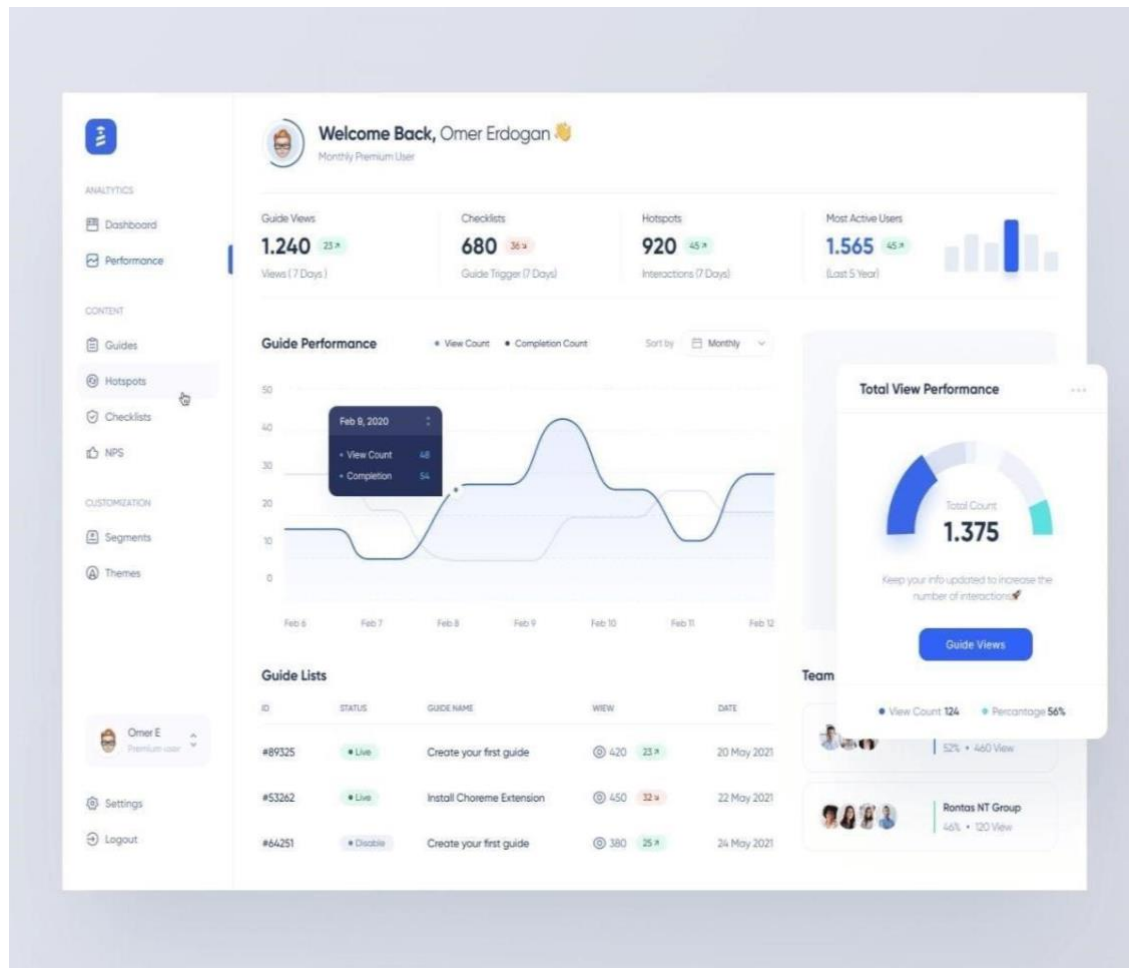 Welcome Back, Omer Erdogan 👋
Monthly Premium User
ANALTYTICS
Dashboard
Performance
CONTENT
Guides
Hotspots
Checklists
NPS
CUSTOMIZATION
Segments
Themes
Omer E
Premium user
Settings
Logout
Guide Views
1.240 23↗
Views ( 7 Days )
Checklists
680 36↘
Guide Trigger (7 Days)
Hotspots
920 45↗
Interactions (7 Days)
Most Active Users
1.565 45↗
(Last 5 Year)
Guide Performance • View Count • Completion Count Sort by Monthly
50
40
30
20
10
0
Feb 9, 2020
• View Count 48
• Completion 54
Feb 6 Feb 7 Feb 8 Feb 9 Feb 10 Feb 11 Feb 12
Total View Performance ...
Total Count
1.375
Keep your info updated to increase the
number of interactions🚀
Guide Views
• View Count 124 • Percantage 56%
Guide Lists
ID STATUS GUIDE NAME WIEW DATE
#89325 • Live Create your first guide 420 23↗ 20 May 2021
#53262 • Live Install Choreme Extension 450 32↘ 22 May 2021
#64251 • Disable Create your first guide 380 25↗ 24 May 2021
Team
52% • 460 View
Rontas NT Group
46% • 120 View